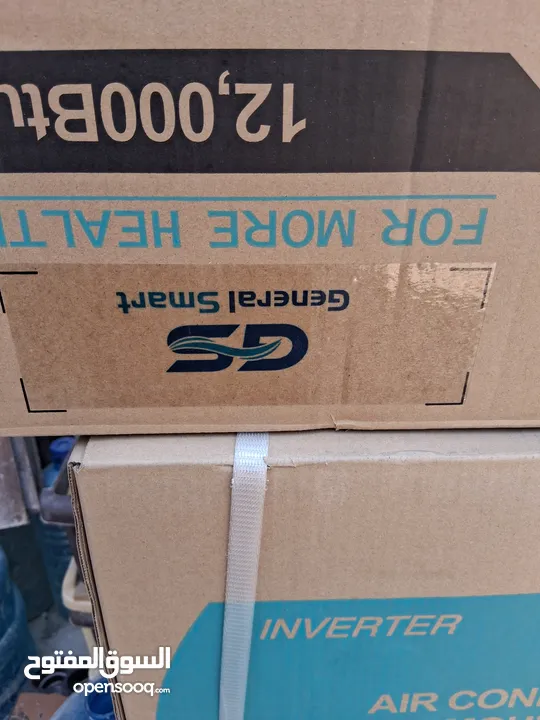 12,000Btu
FOR MORE HEALT
General Smart
GS
INVERTER
AIR CON
السوق المفتوح
opensooq.com